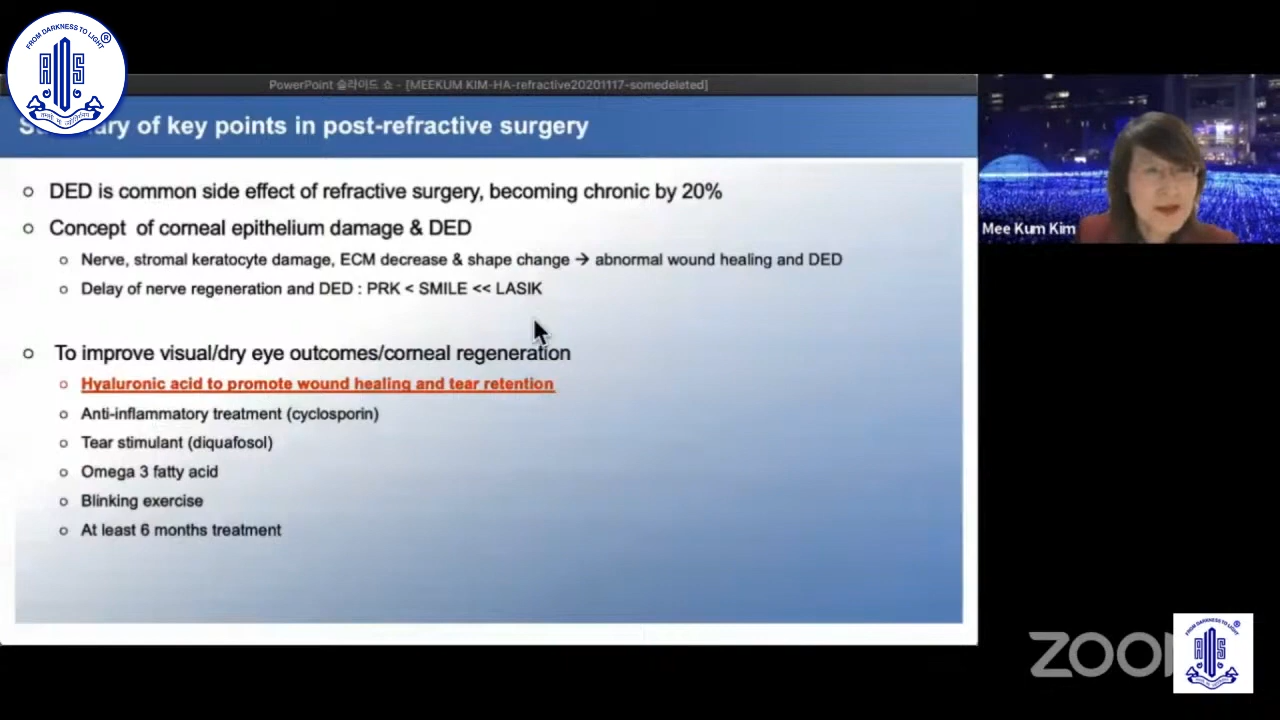 FROM DARKNESS TO LIGHT
PowerPoint 슬라이드 쇼 - [MEEKUM KIM-HA-refractive20201117-somedeleted]
ry of key points in post-refractive surgery
Mee Kum Kim
DED is common side effect of refractive surgery, becoming chronic by 20%
Concept of corneal epithelium damage & DED
Nerve, stromal keratocyte damage, ECM decrease & shape change → abnormal wound healing and DED
Delay of nerve regeneration and DED : PRK < SMILE << LASIK
To improve visual/dry eye outcomes/corneal regeneration
Hyaluronic acid to promote wound healing and tear retention
Anti-inflammatory treatment (cyclosporin)
Tear stimulant (diquafosol)
Omega 3 fatty acid
Blinking exercise
At least 6 months treatment
ZOO
FROM DARKNESS TO LIGHT